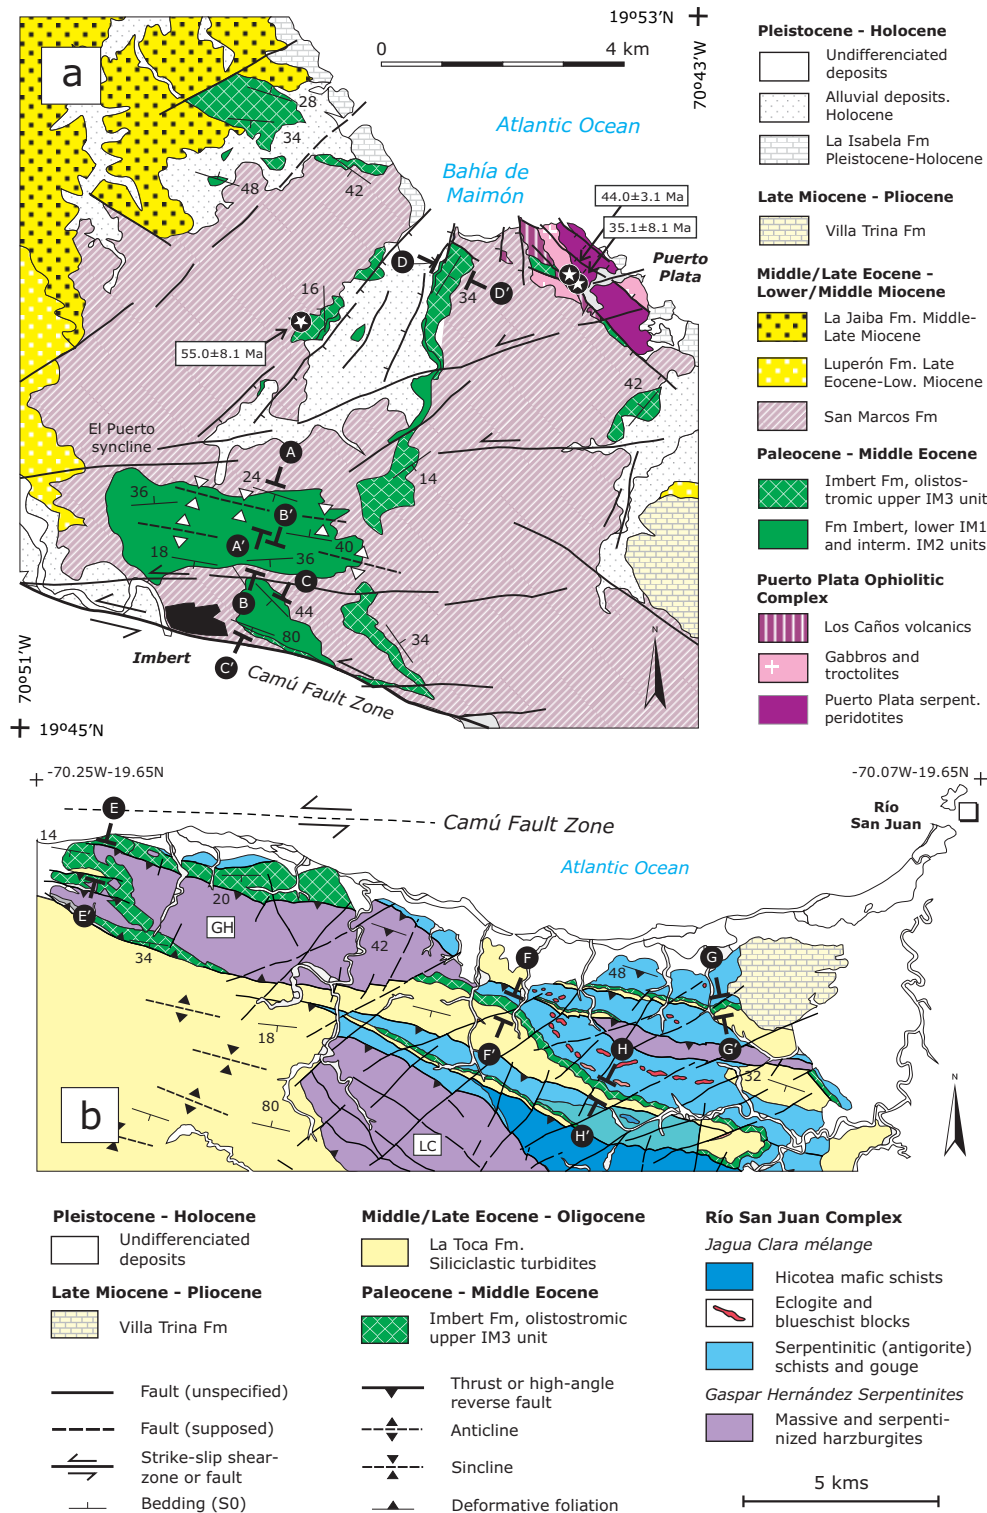 a
19º53’N
70º43’W
0
4 km
Atlantic Ocean
Bahía de
Maimón
44.0±3.1 Ma
35.1±8.1 Ma
Puerto
Plata
28
34
48
42
D
D’
34
16
55.0±8.1 Ma
42
El Puerto
syncline
A
24
14
36
B’
A’
40
18
36
C
B
44
80
34
Imbert
C’
Camú Fault Zone
N
70º51’W
19º45’N
Pleistocene - Holocene
Undifferenciated
deposits
Alluvial deposits.
Holocene
La Isabela Fm
Pleistocene-Holocene
Late Miocene - Pliocene
Villa Trina Fm
Middle/Late Eocene -
Lower/Middle Miocene
La Jaiba Fm. Middle-
Late Miocene
Luperón Fm. Late
Eocene-Low. Miocene
San Marcos Fm
Paleocene - Middle Eocene
Imbert Fm, olistos-
tromic upper IM3 unit
Fm Imbert, lower IM1
and interm. IM2 units
Puerto Plata Ophiolitic
Complex
Los Caños volcanics
Gabbros and
troctolites
Puerto Plata serpent.
peridotites
-70.25W-19.65N
-70.07W-19.65N
E
Camú Fault Zone
Río
San Juan
Atlantic Ocean
14
20
E’
GH
42
34
F
48
G
18
F’
H
G’
32
80
b
LC
H’
N
Pleistocene - Holocene
Undifferenciated
deposits
Late Miocene - Pliocene
Villa Trina Fm
Middle/Late Eocene - Oligocene
La Toca Fm.
Siliciclastic turbidites
Paleocene - Middle Eocene
Imbert Fm, olistostromic
upper IM3 unit
Río San Juan Complex
Jagua Clara mélange
Hicotea mafic schists
Eclogite and
blueschist blocks
Serpentinitic (antigorite)
schists and gouge
Gaspar Hernández Serpentinites
Massive and serpenti-
nized harzburgites
Fault (unspecified)
Fault (supposed)
Strike-slip shear-
zone or fault
Bedding (S0)
Thrust or high-angle
reverse fault
Anticline
Sincline
Deformative foliation
5 kms